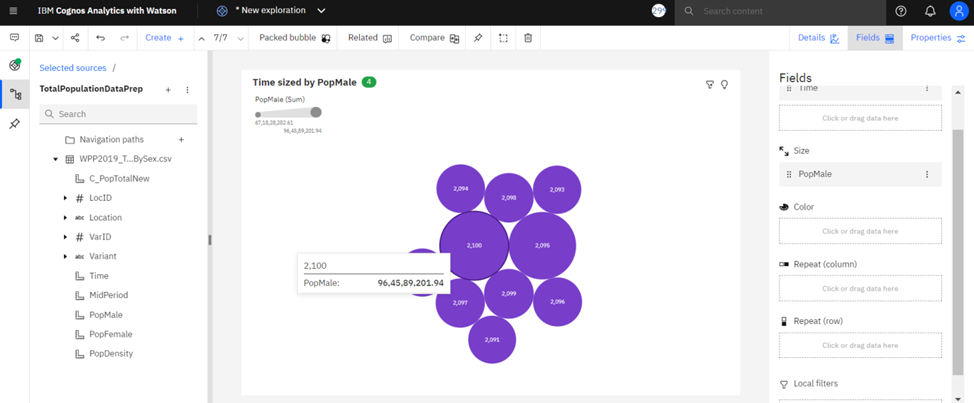 IBM Cognos Analytics with Watson
* New exploration
Search content
Create +
7/7
Packed bubble
Related
Compare
Details
Fields
Properties
Selected sources /
TotalPopulationDataPrep
Search
Navigation paths
WPP2019_T...BySex.csv
C_PopTotalNew
# LocID
abc Location
# VarID
abc Variant
Time
MidPeriod
PopMale
PopFemale
PopDensity
Time sized by PopMale 4
PopMale (Sum)
67,18,28,252.61
96,45,89,201.94
2,094
2,098
2,093
2,100
2,095
2,100
PopMale: 96,45,89,201.94
2,097
2,099
2,096
2,091
Fields
Time
Click or drag data here
Size
PopMale
Color
Click or drag data here
Repeat (column)
Click or drag data here
Repeat (row)
Click or drag data here
Local filters